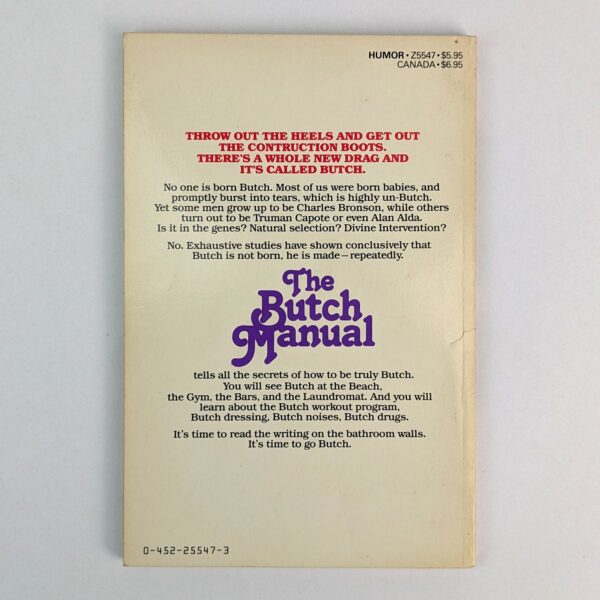 HUMOR • Z5547 • $5.95
CANADA • $6.95
THROW OUT THE HEELS AND GET OUT
THE CONTRUCTION BOOTS.
THERE'S A WHOLE NEW DRAG AND
IT'S CALLED BUTCH.
No one is born Butch. Most of us were born babies, and
promptly burst into tears, which is highly un-Butch.
Yet some men grow up to be Charles Bronson, while others
turn out to be Truman Capote or even Alan Alda.
Is it in the genes? Natural selection? Divine Intervention?
No. Exhaustive studies have shown conclusively that
Butch is not born, he is made—repeatedly.
The
Butch
Manual
tells all the secrets of how to be truly Butch.
You will see Butch at the Beach,
the Gym, the Bars, and the Laundromat. And you will
learn about the Butch workout program,
Butch dressing, Butch noises, Butch drugs.
It's time to read the writing on the bathroom walls.
It's time to go Butch.
0-452-25547-3